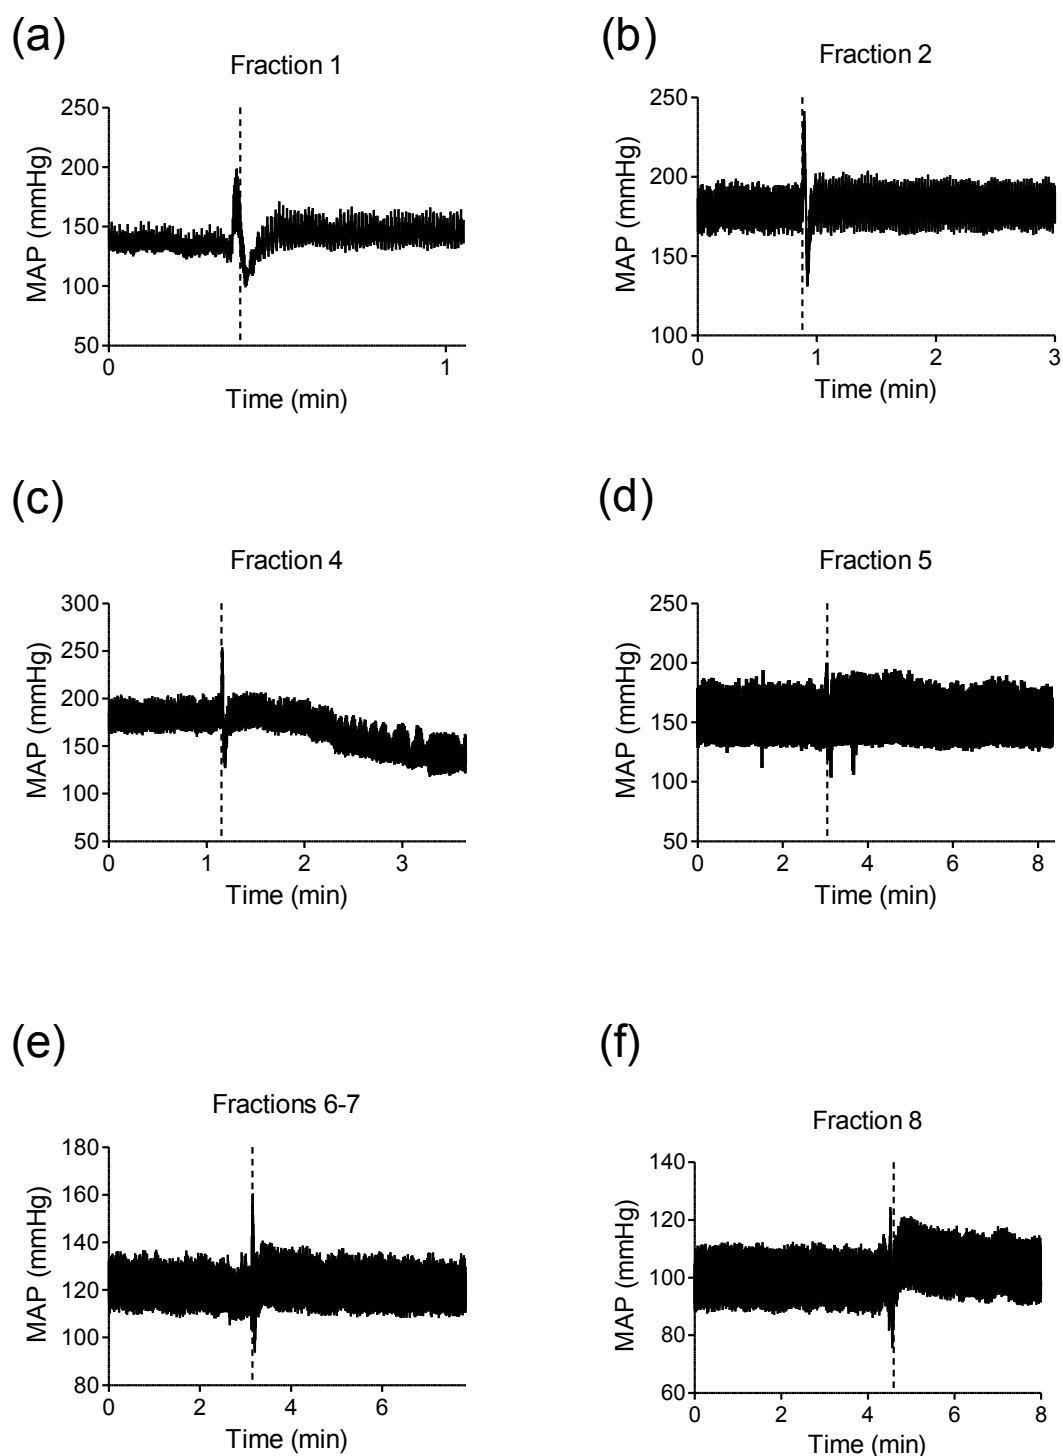 (a)
Fraction 1
250
200
150
100
50
MAP (mmHg)
0 1
Time (min)
(b)
Fraction 2
250
200
150
100
MAP (mmHg)
0 1 2 3
Time (min)
(c)
Fraction 4
300
250
200
150
100
50
MAP (mmHg)
0 1 2 3
Time (min)
(d)
Fraction 5
250
200
150
100
50
MAP (mmHg)
0 2 4 6 8
Time (min)
(e)
Fractions 6-7
180
160
140
120
100
80
MAP (mmHg)
0 2 4 6
Time (min)
(f)
Fraction 8
140
120
100
80
60
MAP (mmHg)
0 2 4 6 8
Time (min)